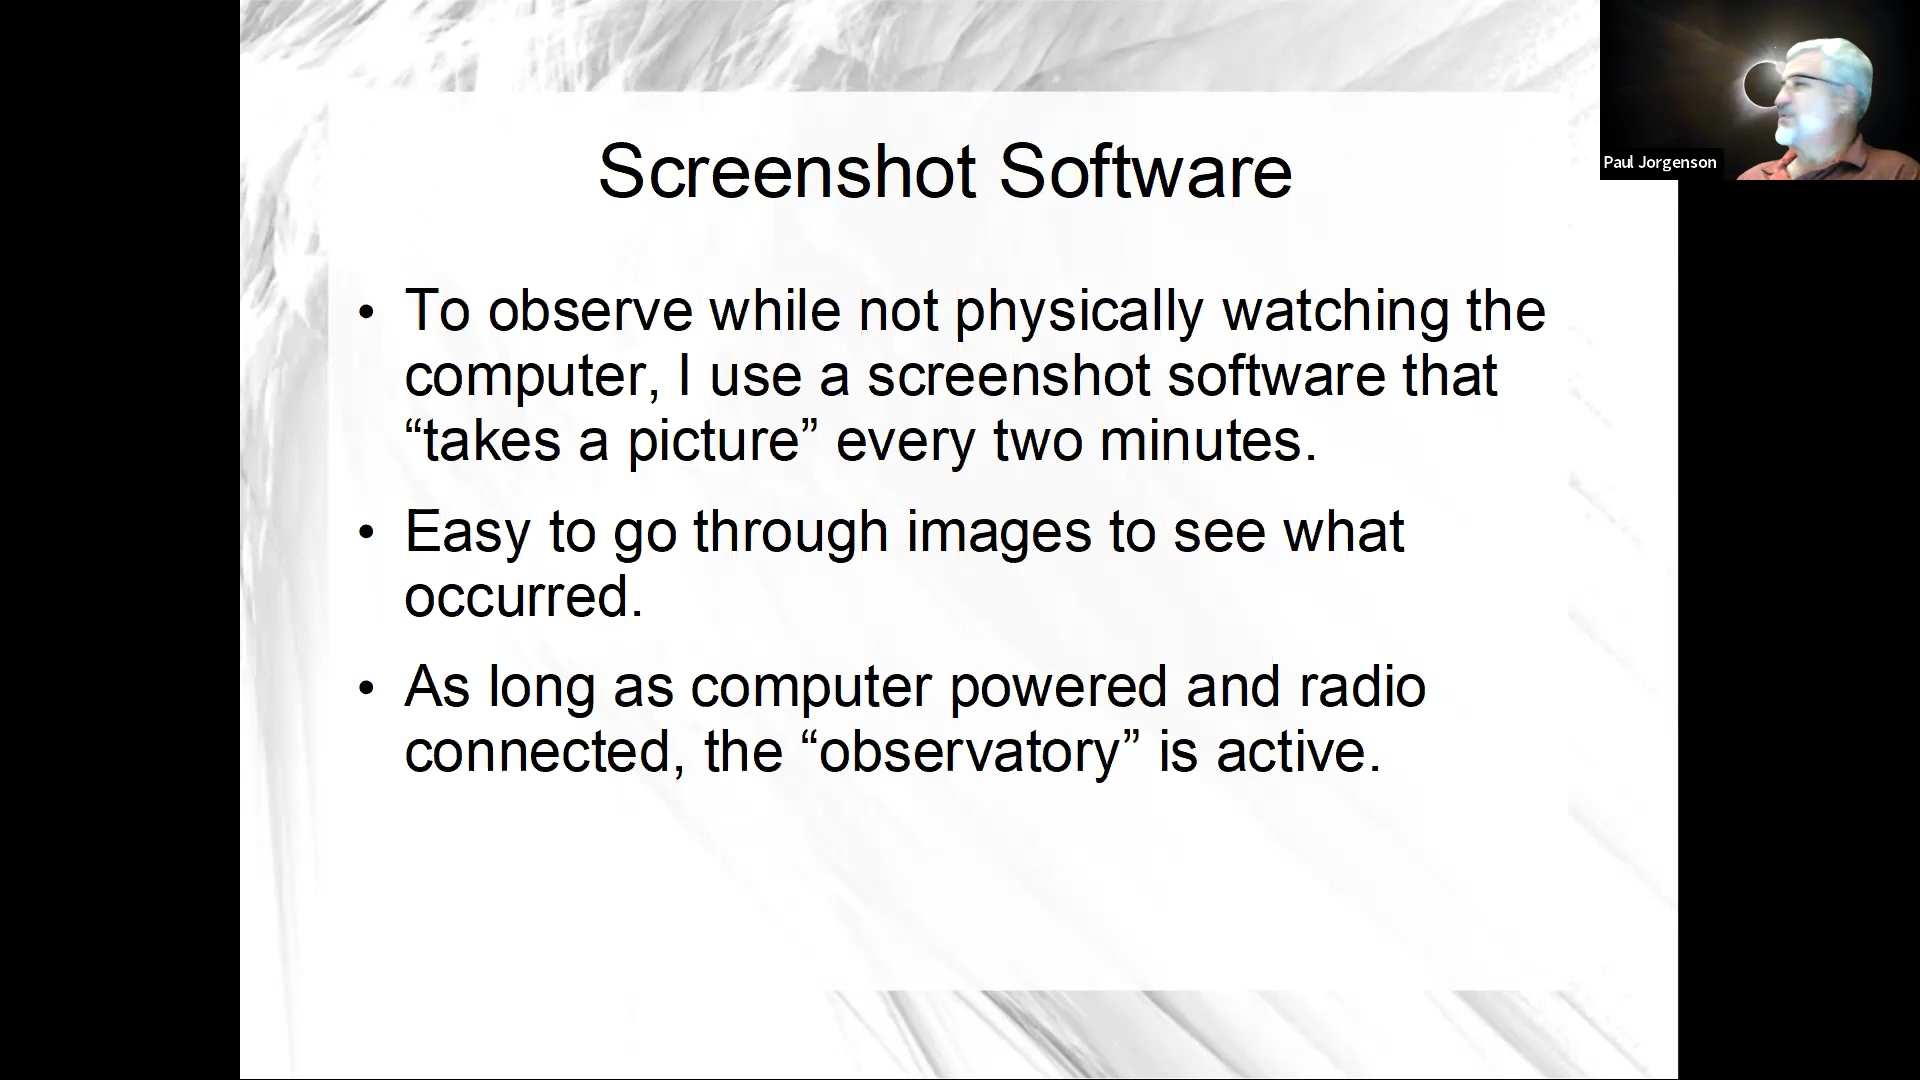 Screenshot Software
• To observe while not physically watching the
computer, I use a screenshot software that
“takes a picture” every two minutes.
• Easy to go through images to see what
occurred.
• As long as computer powered and radio
connected, the “observatory” is active.
Paul Jorgenson